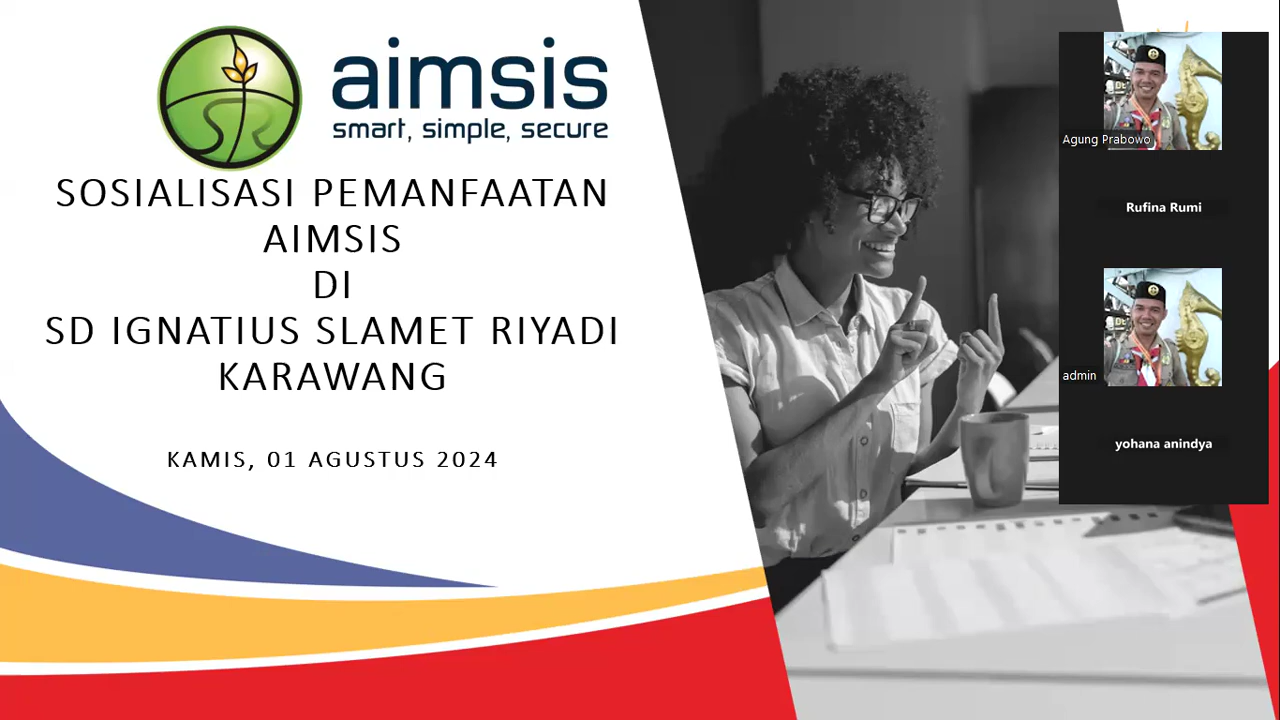 aimsis
smart, simple, secure
SOSIALISASI PEMANFAATAN
AIMSIS
DI
SD IGNATIUS SLAMET RIYADI
KARAWANG
KAMIS, 01 AGUSTUS 2024
Agung Prabowo
Rufina Rumi
admin
yohana anindya